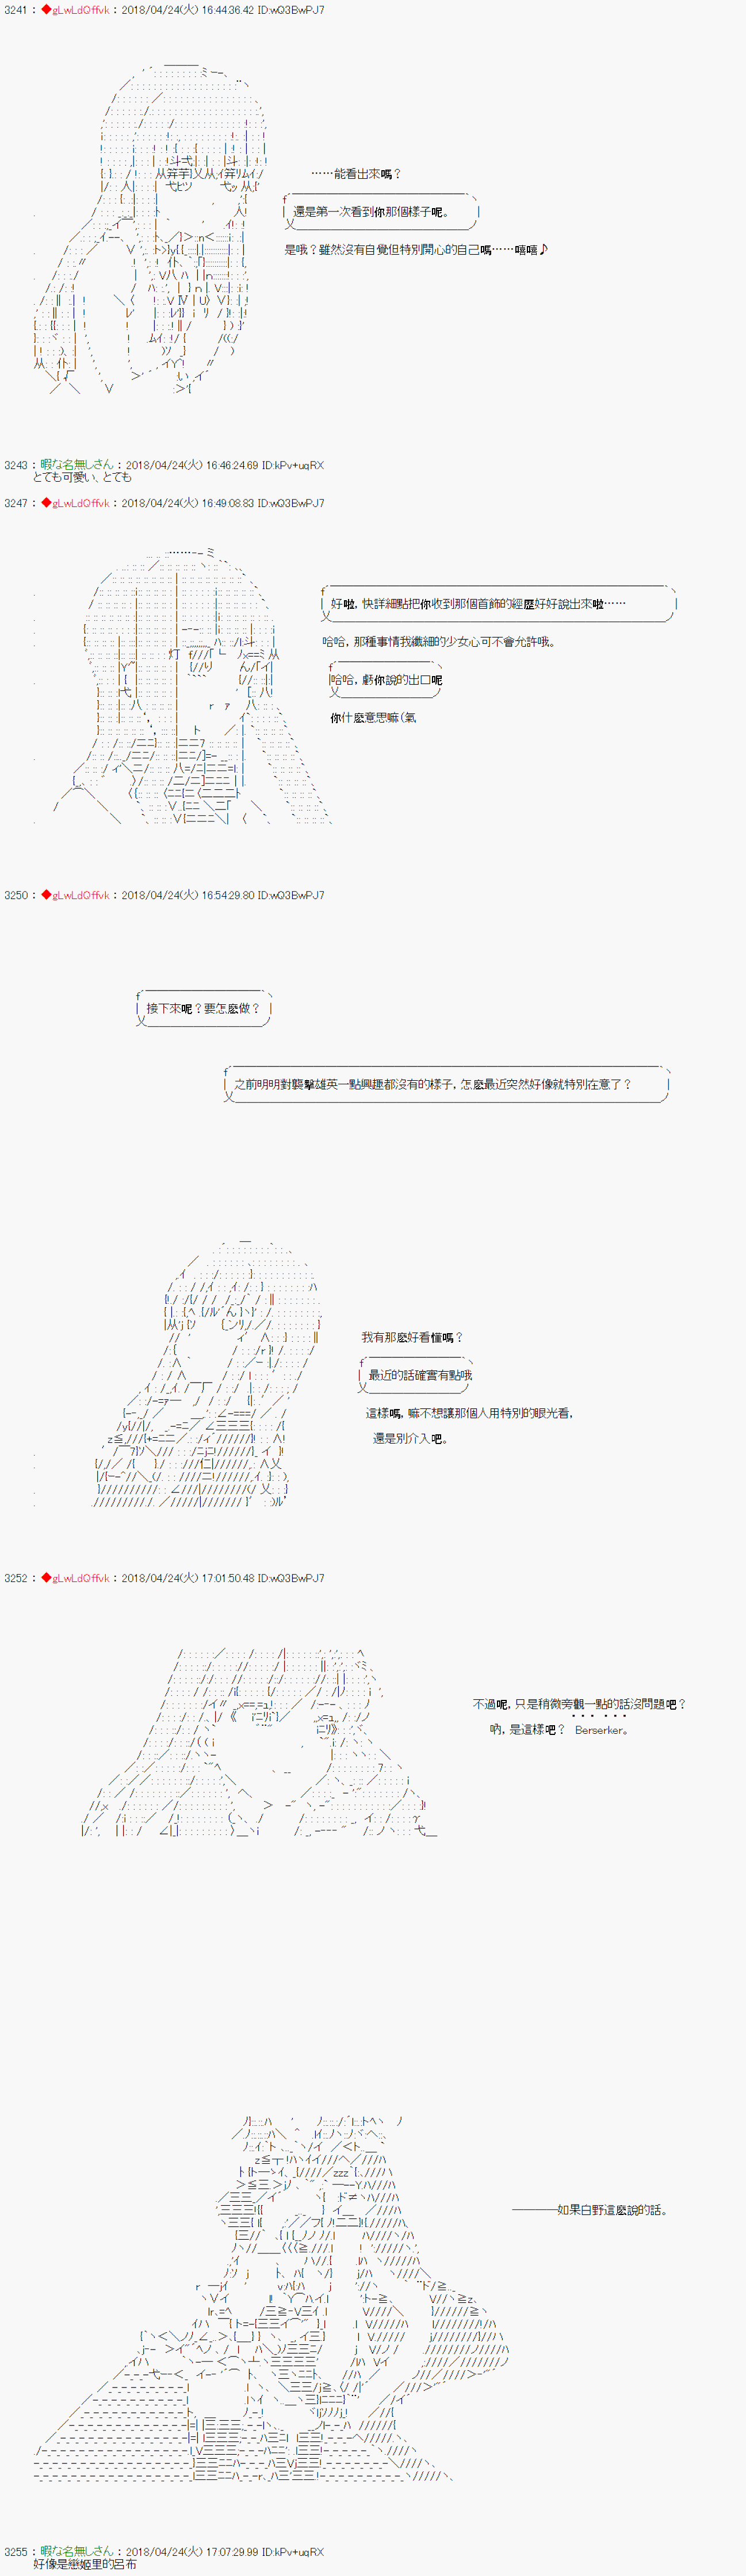 3241 : ◆gLwLdQffvk : 2018/04/24(火) 16:44:36.42 ID:wQ3BwPJ7
……能看出來嗎?
還是第一次看到你那個樣子呢。
是哦?雖然沒有自覺但特別開心的自己嗎……嘻嘻♪
3243 : 暇な名無しさん : 2018/04/24(火) 16:46:24.69 ID:kPv+uqRX
とても可愛い、とても
3247 : ◆gLwLdQffvk : 2018/04/24(火) 16:49:08.83 ID:wQ3BwPJ7
好啦，快詳細點把你收到那個首飾的經歷好好說出來啦……
哈哈，那種事情我纖細的少女心可不會允許哦。
哈哈，虧你說的出口呢
你什麽意思嘛(氣
3250 : ◆gLwLdQffvk : 2018/04/24(火) 16:54:29.80 ID:wQ3BwPJ7
接下來呢?要怎麽做?
之前明明對襲擊雄英一點興趣都沒有的樣子，怎麽最近突然好像就特別在意了?
我有那麽好看懂嗎?
最近的話確實有點哦
這樣嗎，嘛不想讓那個人用特別的眼光看，
還是別介入吧。
3252 : ◆gLwLdQffvk : 2018/04/24(火) 17:01:50.48 ID:wQ3BwPJ7
不過呢，只是稍微旁觀一點的話沒問題吧?
吶，是這樣吧? Berserker。
————如果白野這麽說的話。
3255 : 暇な名無しさん : 2018/04/24(火) 17:07:29.99 ID:kPv+uqRX
好像是戀姬里的呂布